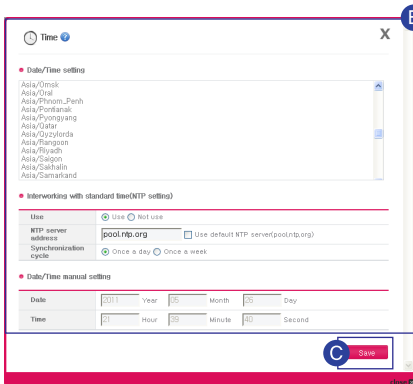 B
Time ? X
Date/Time setting
Asia/Omsk
Asia/Oral
Asia/Phnom_Penh
Asia/Pontianak
Asia/Pyongyang
Asia/Qatar
Asia/Qyzylorda
Asia/Rangoon
Asia/Riyadh
Asia/Saigon
Asia/Sakhalin
Asia/Samarkand
Interworking with standard time(NTP setting)
Use Use Not use
NTP server address pool.ntp.org Use default NTP server(pool,ntp,org)
Synchronization cycle Once a day Once a week
Date/Time manual setting
Date 2011 Year 05 Month 26 Day
Time 21 Hour 39 Minute 40 Second
C Save